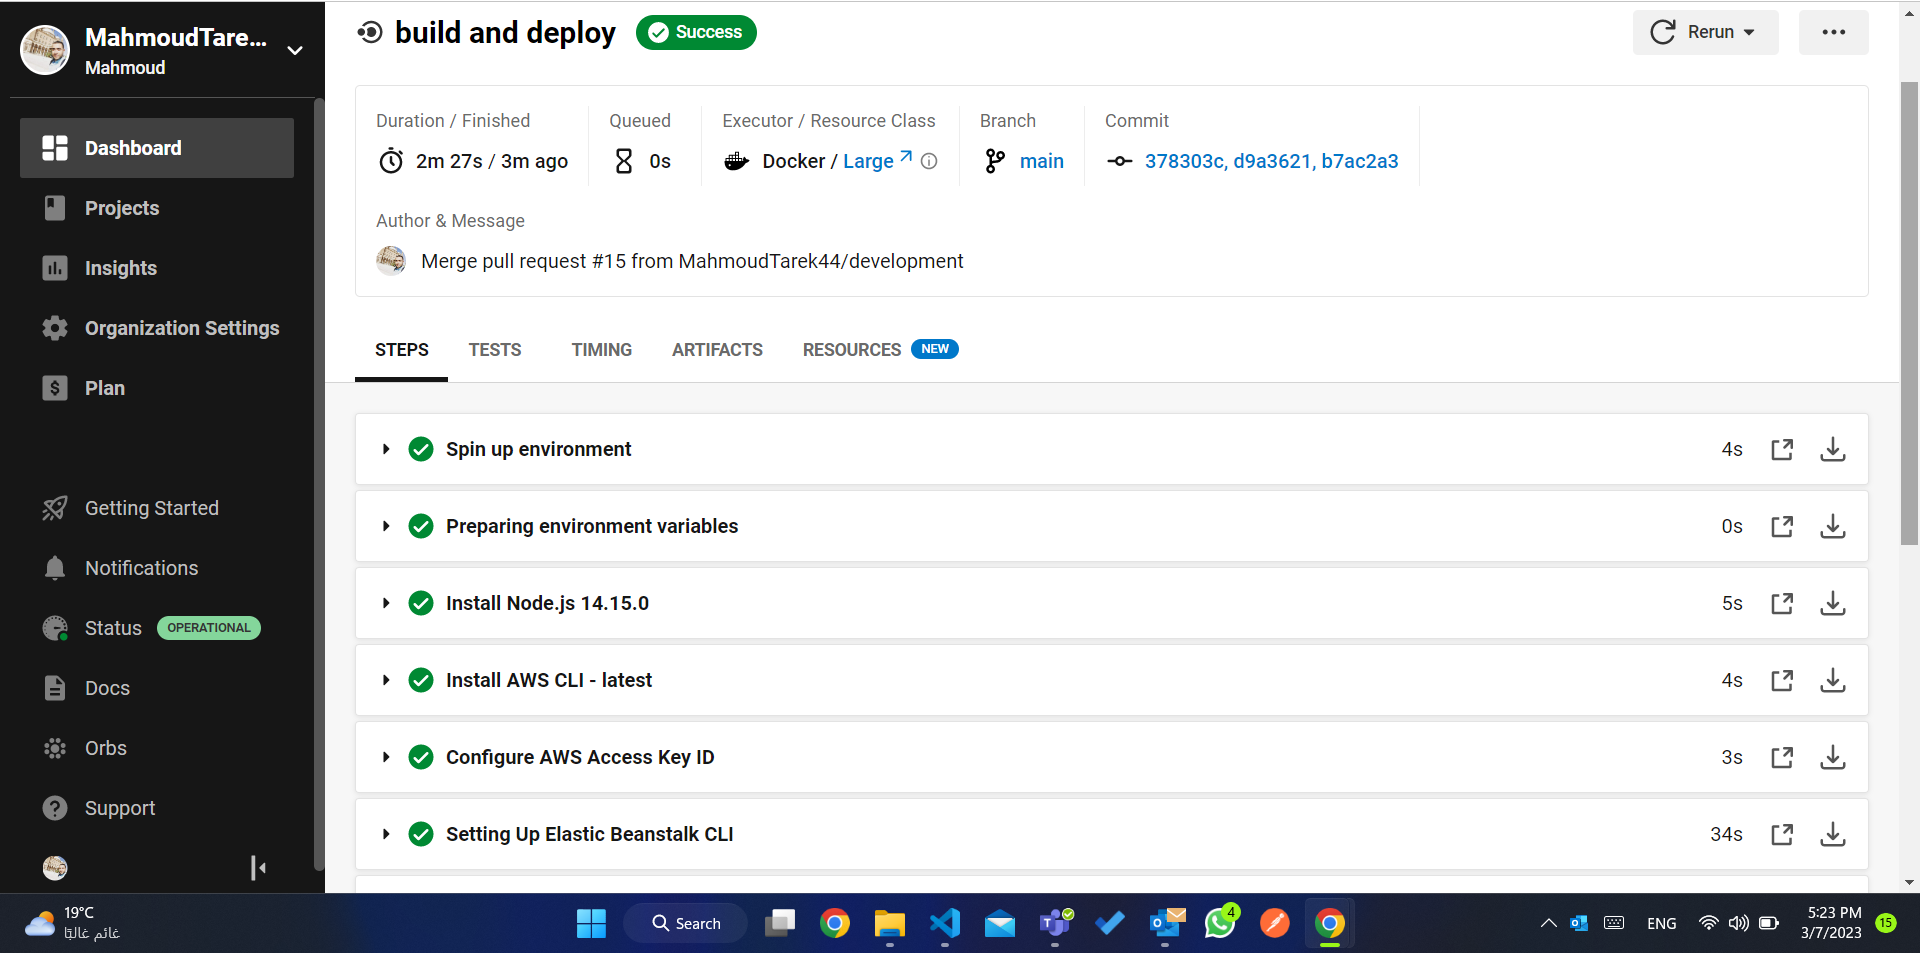 MahmoudTare...
Mahmoud
Dashboard
Projects
Insights
Organization Settings
Plan
Getting Started
Notifications
Status OPERATIONAL
Docs
Orbs
Support
build and deploy Success
Rerun
Duration / Finished Queued Executor / Resource Class Branch Commit
2m 27s / 3m ago 0s Docker / Large main 378303c, d9a3621, b7ac2a3
Author & Message
Merge pull request #15 from MahmoudTarek44/development
STEPS TESTS TIMING ARTIFACTS RESOURCES NEW
Spin up environment 4s
Preparing environment variables 0s
Install Node.js 14.15.0 5s
Install AWS CLI - latest 4s
Configure AWS Access Key ID 3s
Setting Up Elastic Beanstalk CLI 34s
19°C
غائم غالبًا
Search
4
ENG
5:23 PM
3/7/2023
15